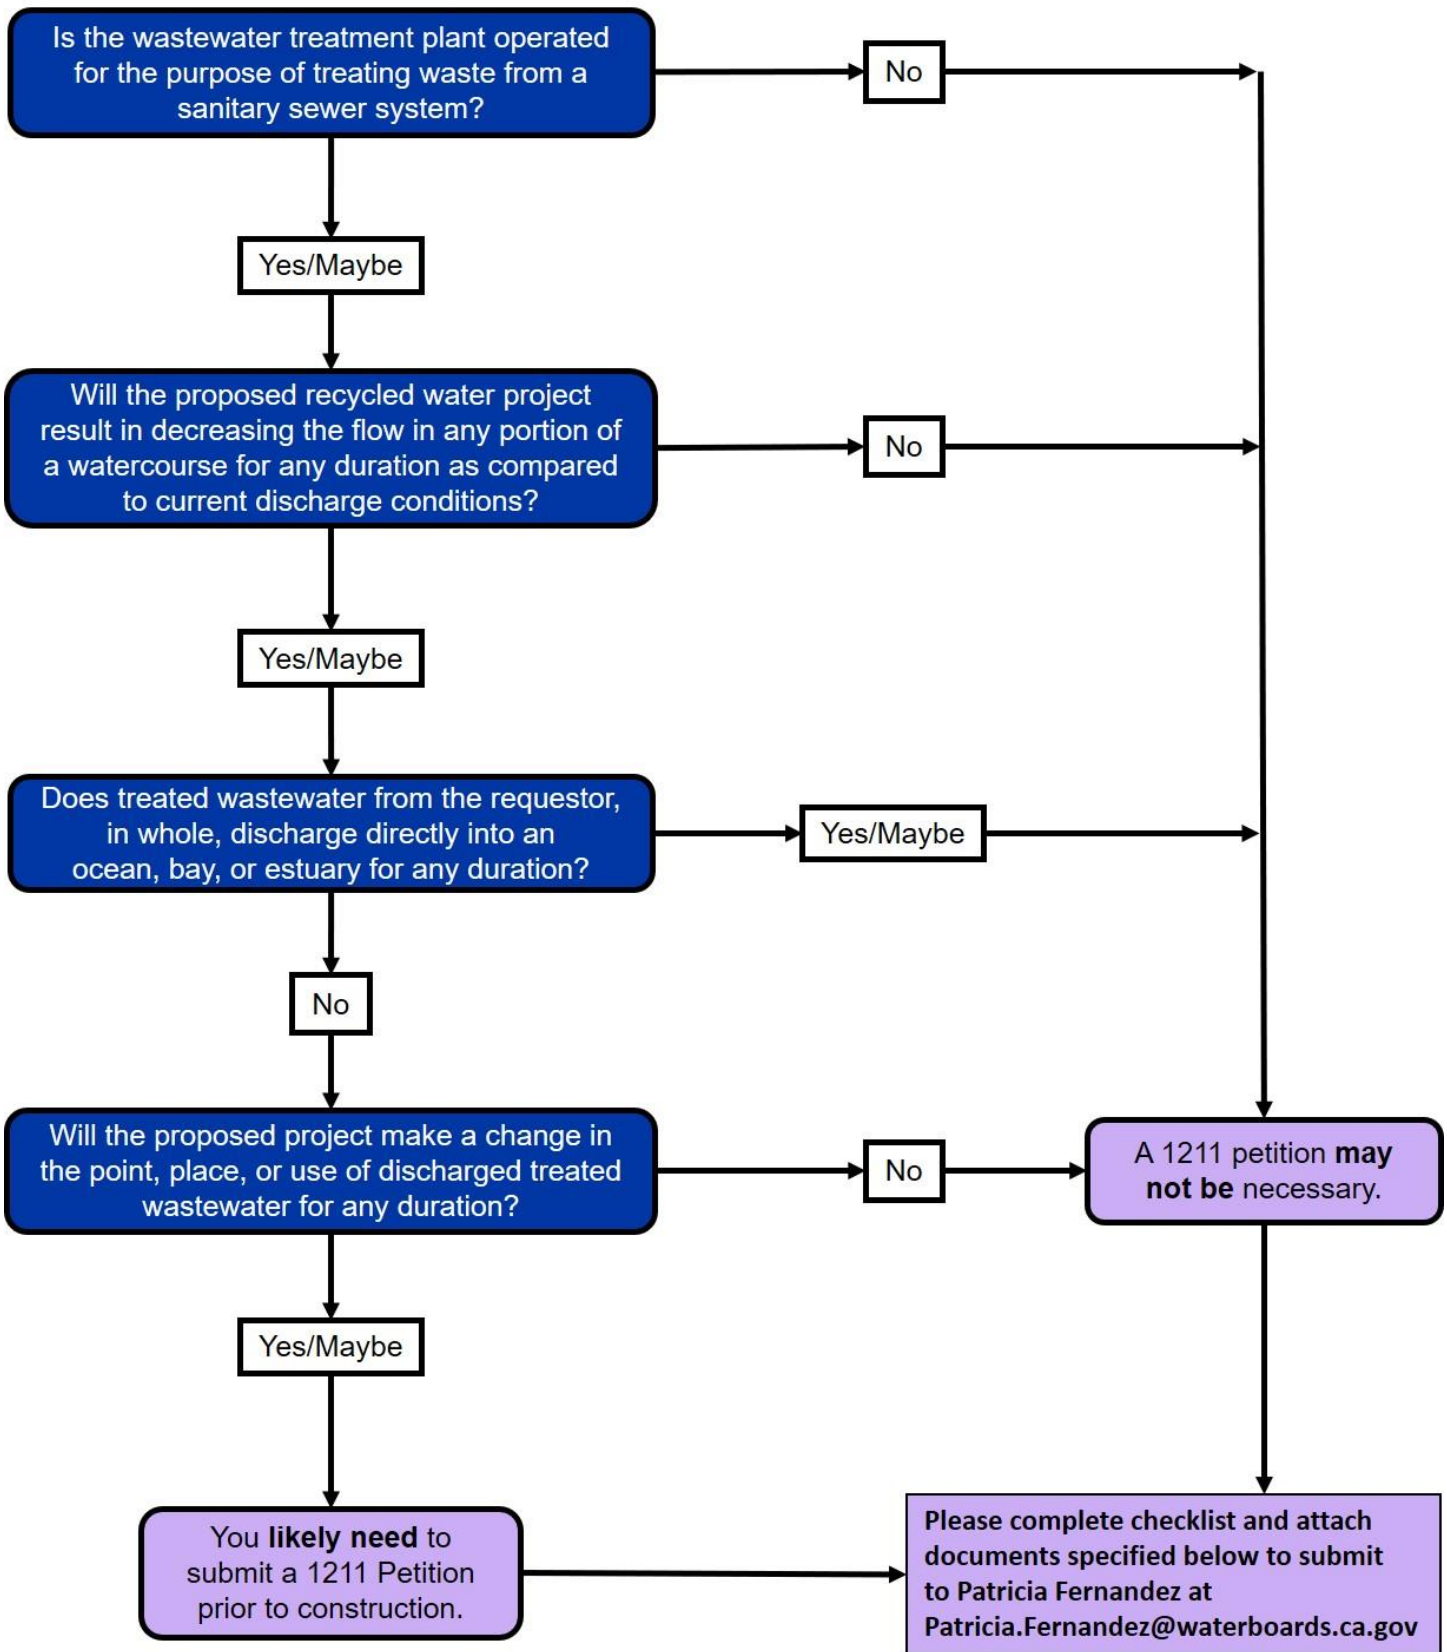 Is the wastewater treatment plant operated
for the purpose of treating waste from a
sanitary sewer system?
No
Yes/Maybe
Will the proposed recycled water project
result in decreasing the flow in any portion of
a watercourse for any duration as compared
to current discharge conditions?
No
Yes/Maybe
Does treated wastewater from the requestor,
in whole, discharge directly into an
ocean, bay, or estuary for any duration?
Yes/Maybe
No
Will the proposed project make a change in
the point, place, or use of discharged treated
wastewater for any duration?
No
A 1211 petition may
not be necessary.
Yes/Maybe
You likely need to
submit a 1211 Petition
prior to construction.
Please complete checklist and attach
documents specified below to submit
to Patricia Fernandez at
Patricia.Fernandez@waterboards.ca.gov